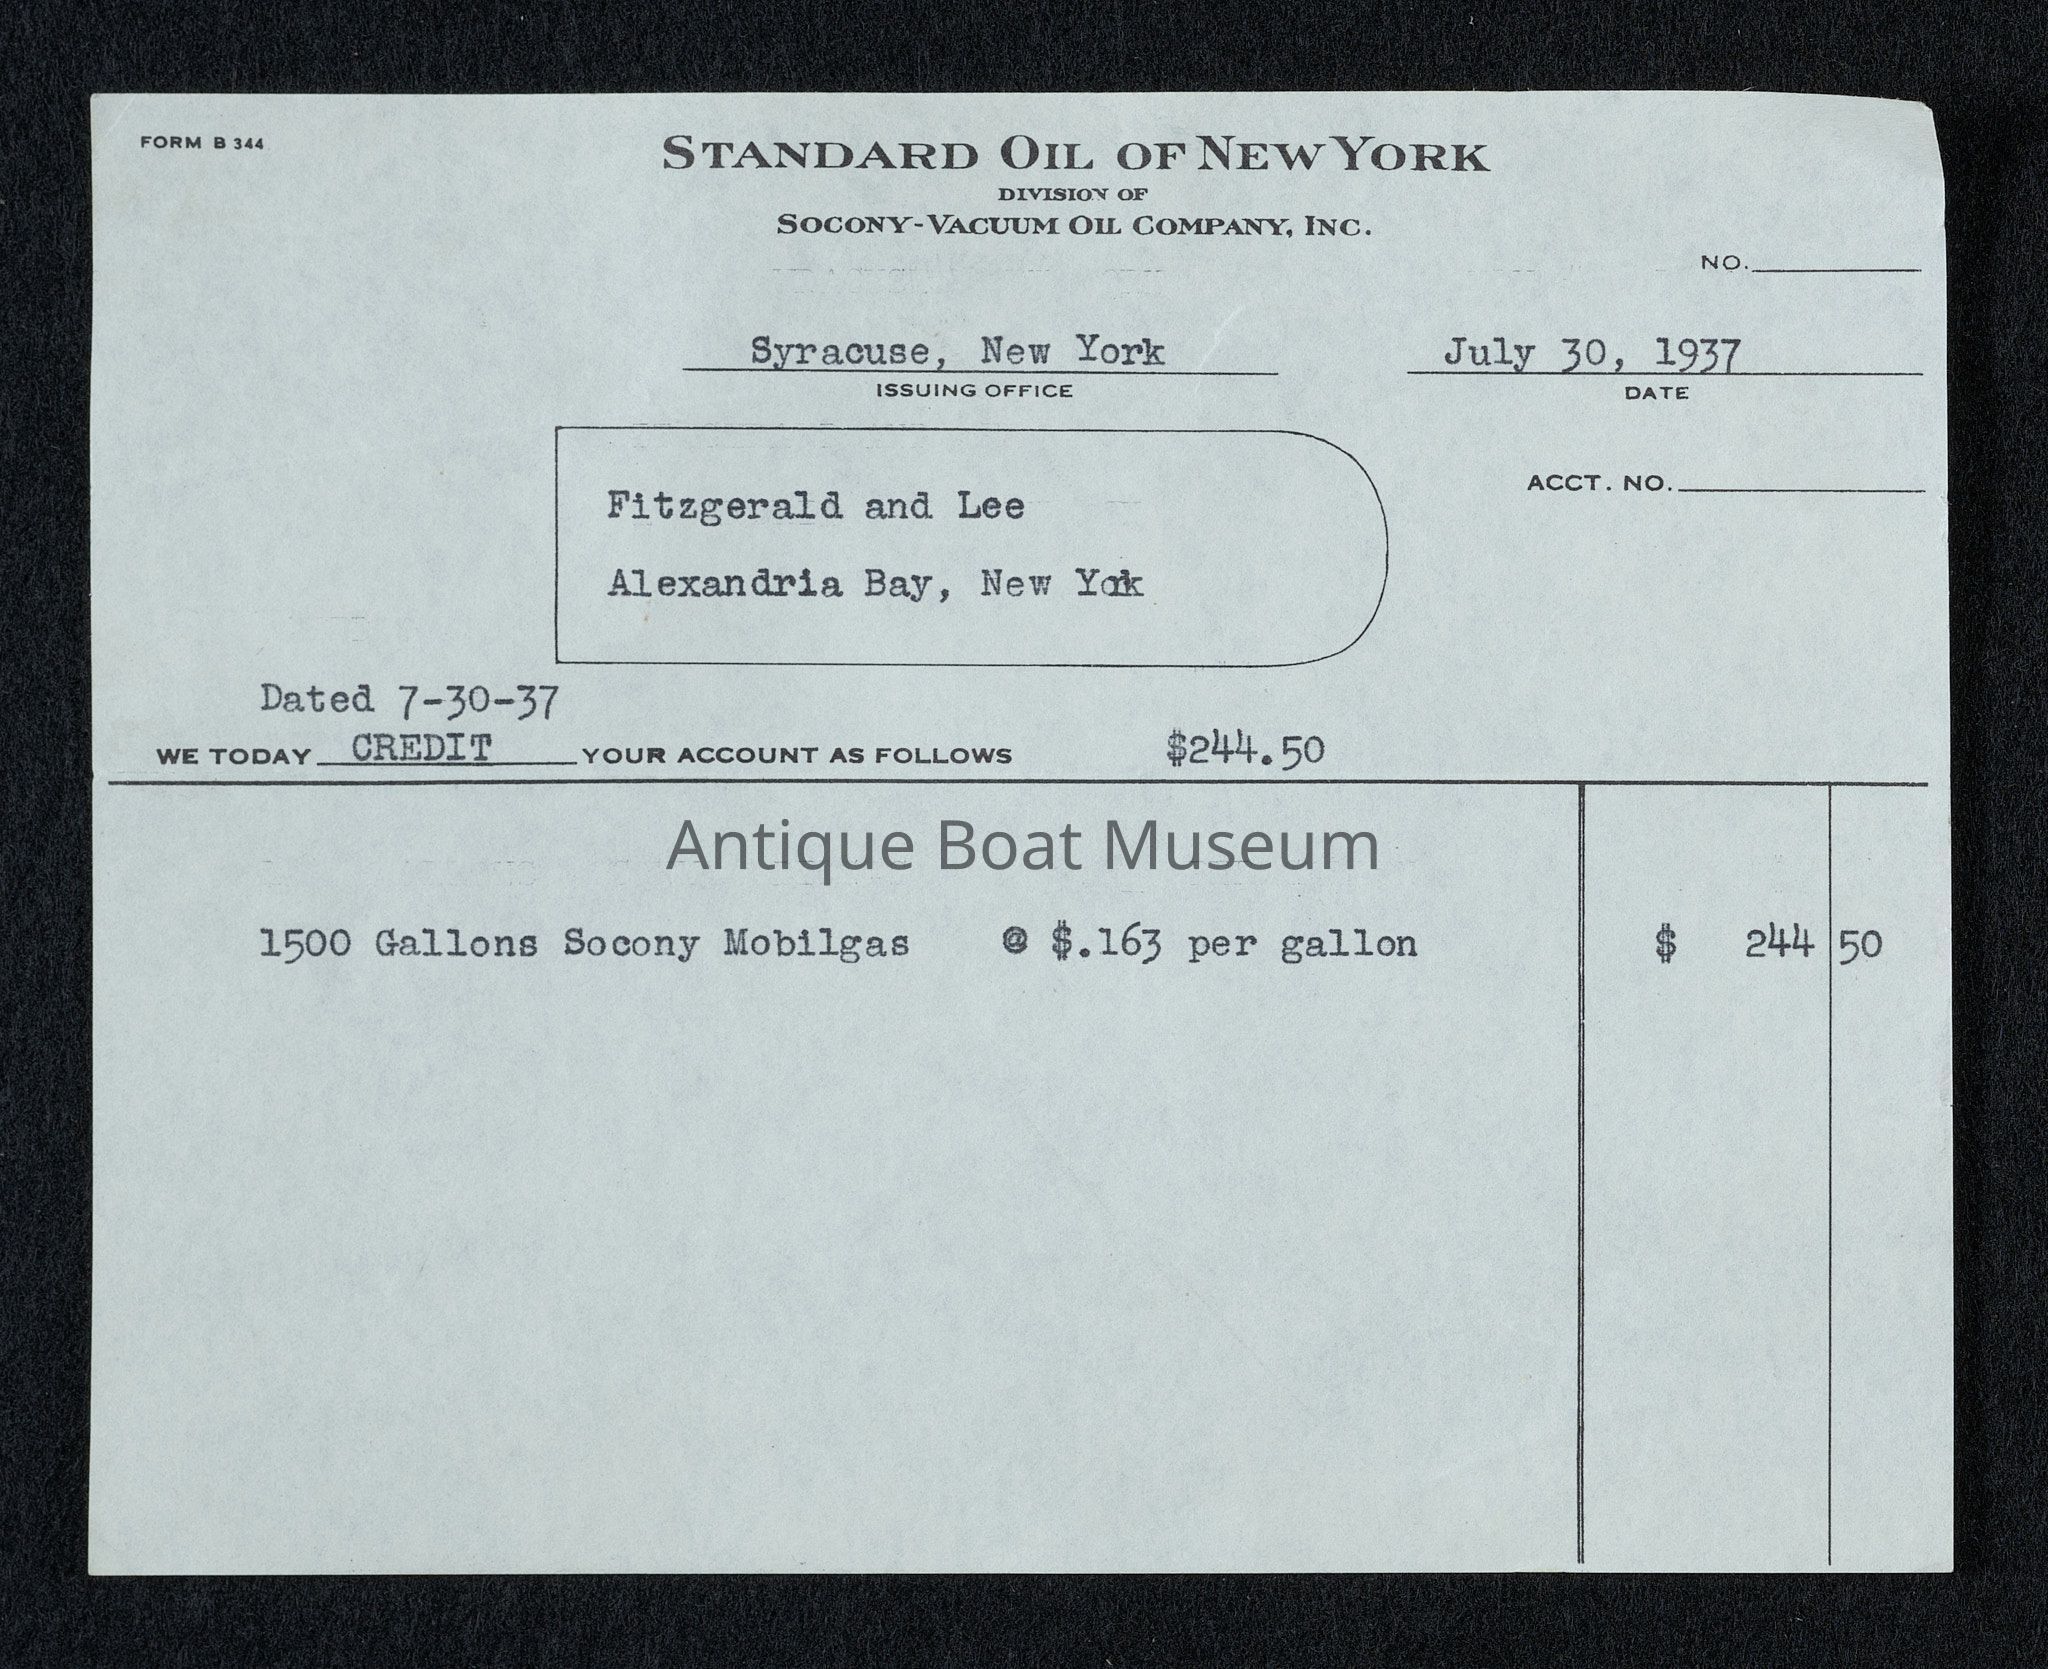 FORM B 344
STANDARD OIL OF NEW YORK
DIVISION OF
SOCONY-VACUUM OIL COMPANY, INC.
NO.
Syracuse, New York
July 30, 1937
ISSUING OFFICE
DATE
ACCT. NO.
Fitzgerald and Lee
Alexandria Bay, New Yok
Dated 7-30-37
WE TODAY CREDIT YOUR ACCOUNT AS FOLLOWS $244.50
Antique Boat Museum
1500 Gallons Socony Mobilgas @ $.163 per gallon $ 244 50